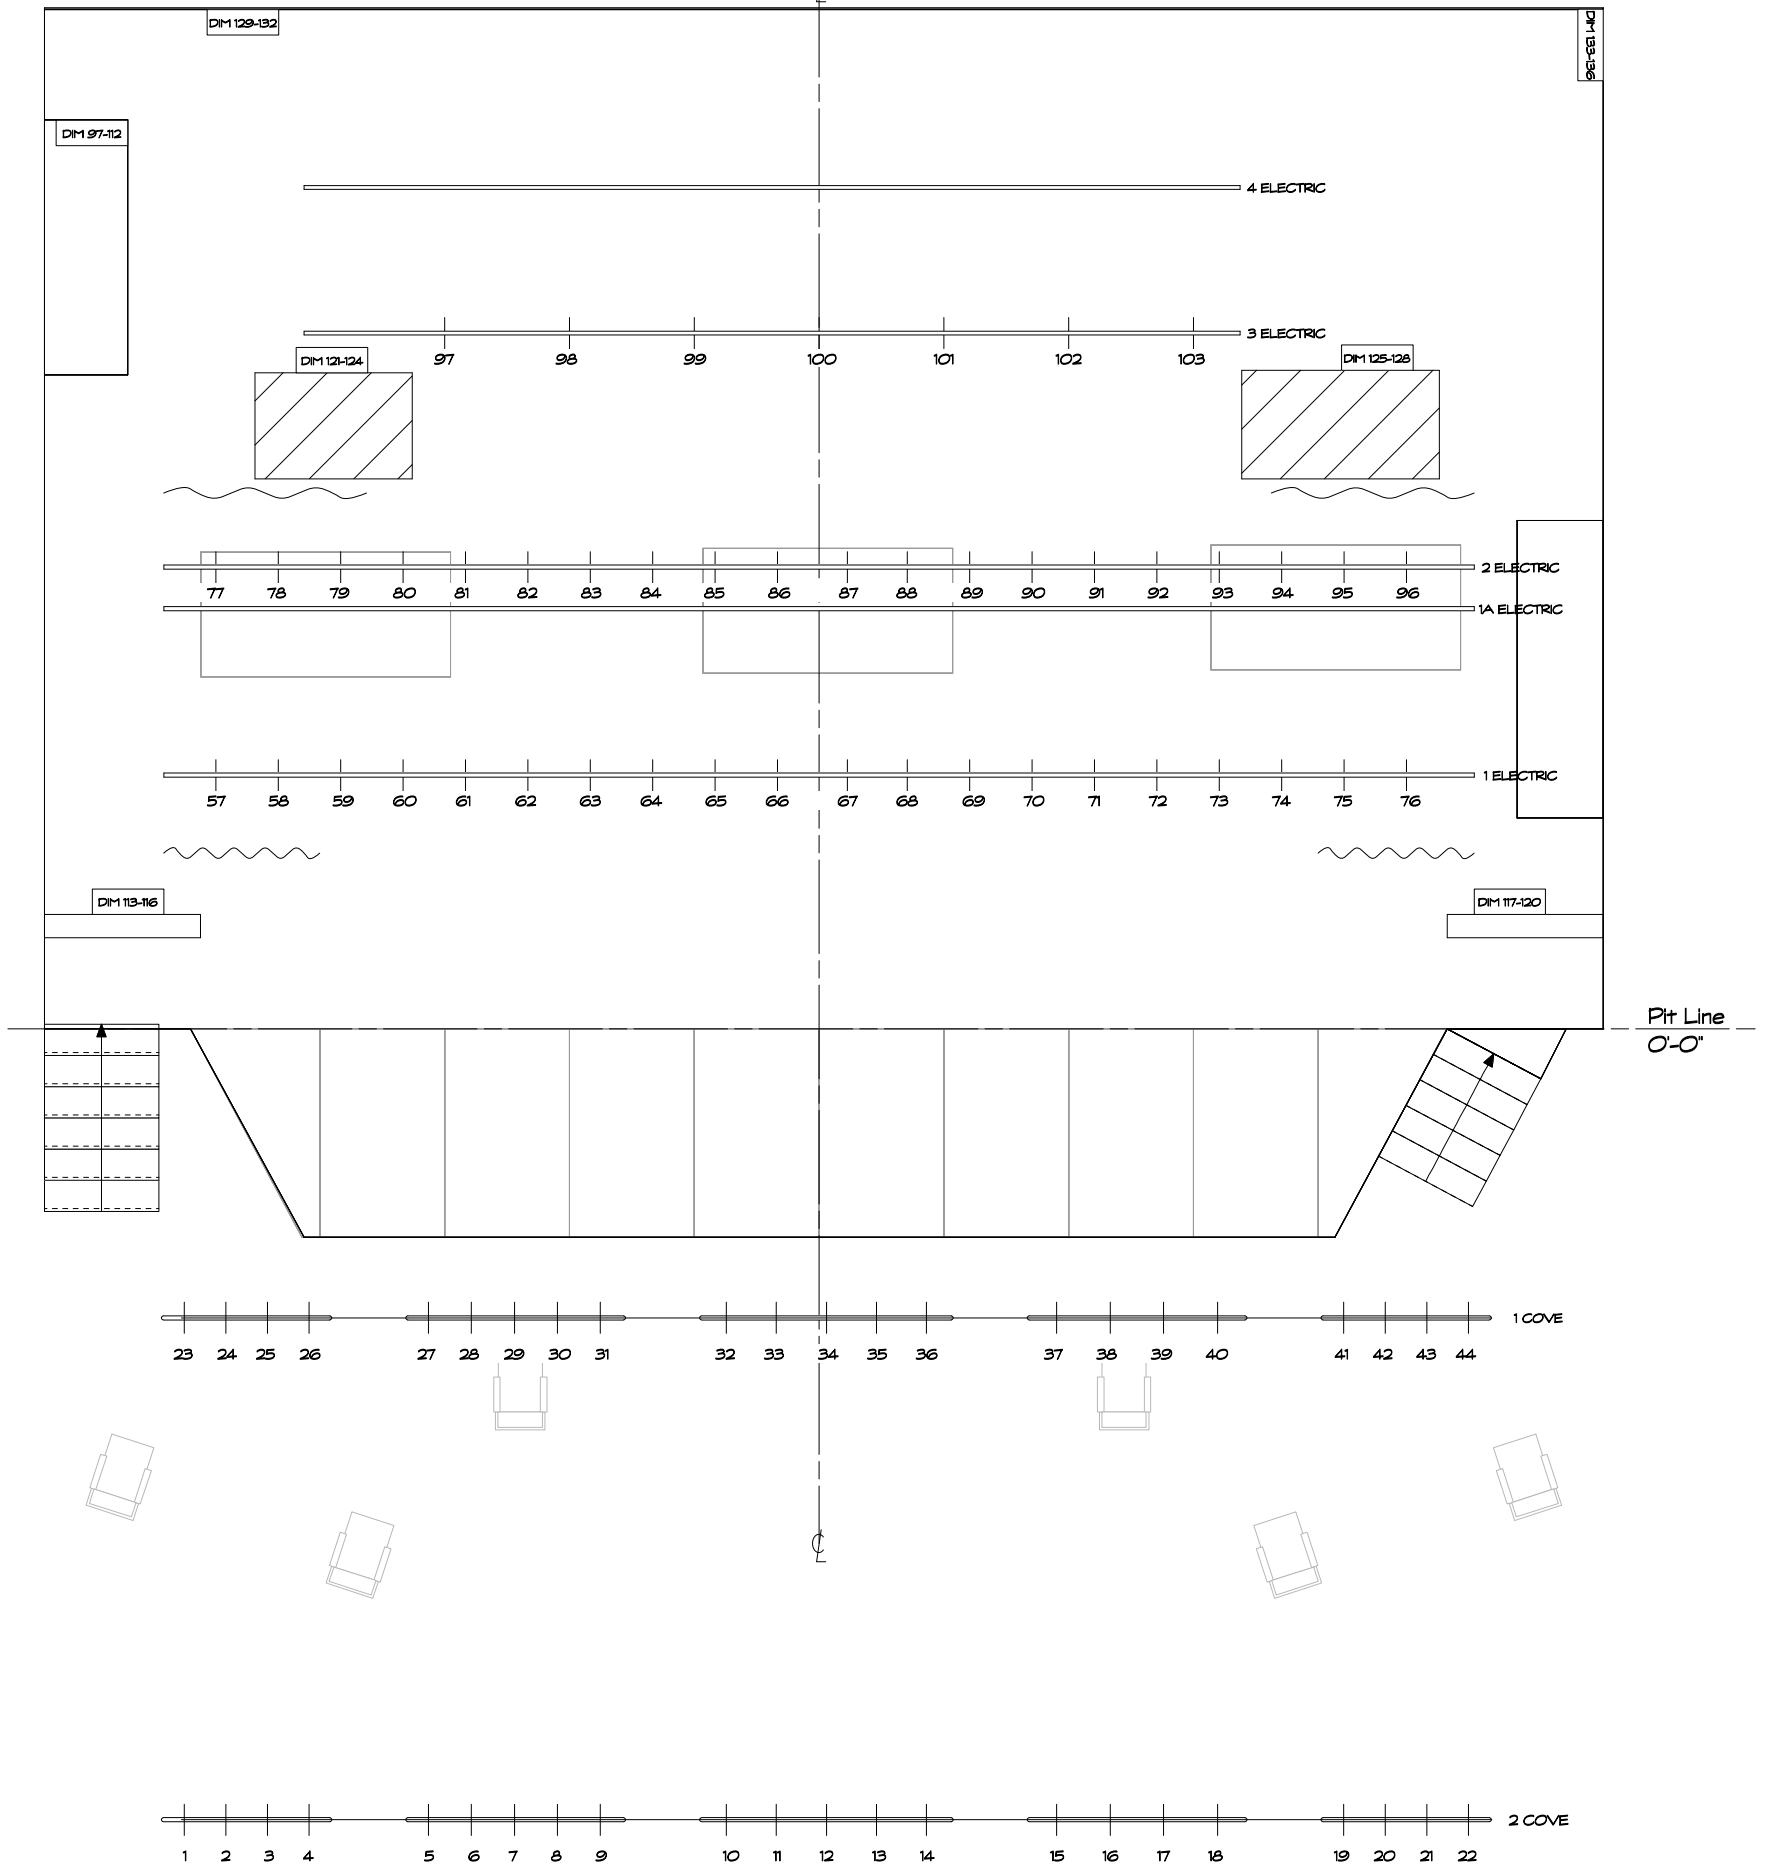 DIM 129-132
DIM 133-136
DIM 97-112
4 ELECTRIC
3 ELECTRIC
97 98 99 100 101 102 103
DIM 121-124
DIM 125-128
2 ELECTRIC
77 78 79 80 81 82 83 84 85 86 87 88 89 90 91 92 93 94 95 96
1A ELECTRIC
1 ELECTRIC
57 58 59 60 61 62 63 64 65 66 67 68 69 70 71 72 73 74 75 76
DIM 113-116
DIM 117-120
Pit Line
0'-0"
1 COVE
23 24 25 26 27 28 29 30 31 32 33 34 35 36 37 38 39 40 41 42 43 44
℄
2 COVE
1 2 3 4 5 6 7 8 9 10 11 12 13 14 15 16 17 18 19 20 21 22